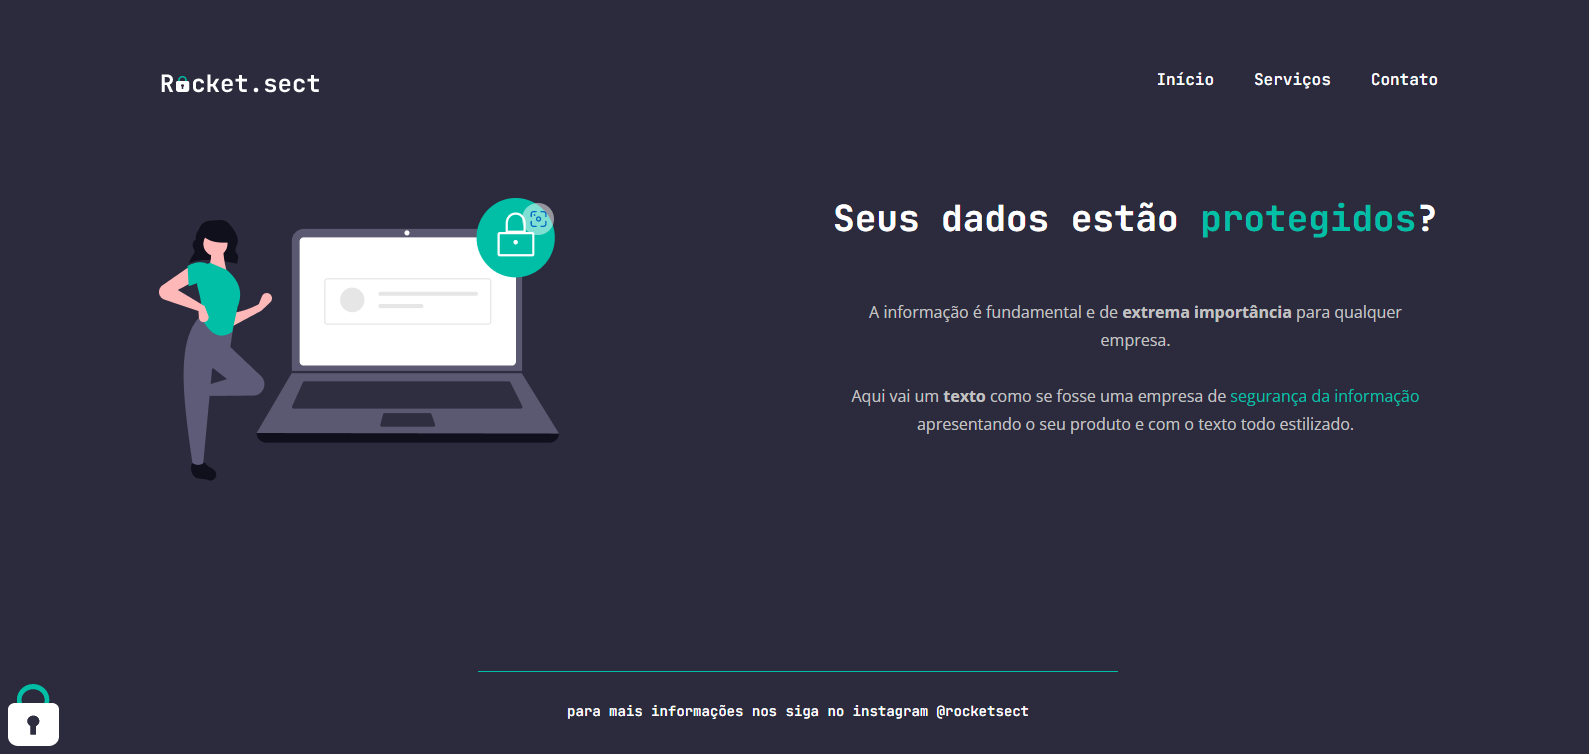 Rocket.sect
Início Serviços Contato
Seus dados estão protegidos?
A informação é fundamental e de extrema importância para qualquer
empresa.
Aqui vai um texto como se fosse uma empresa de segurança da informação
apresentando o seu produto e com o texto todo estilizado.
para mais informações nos siga no instagram @rocketsect